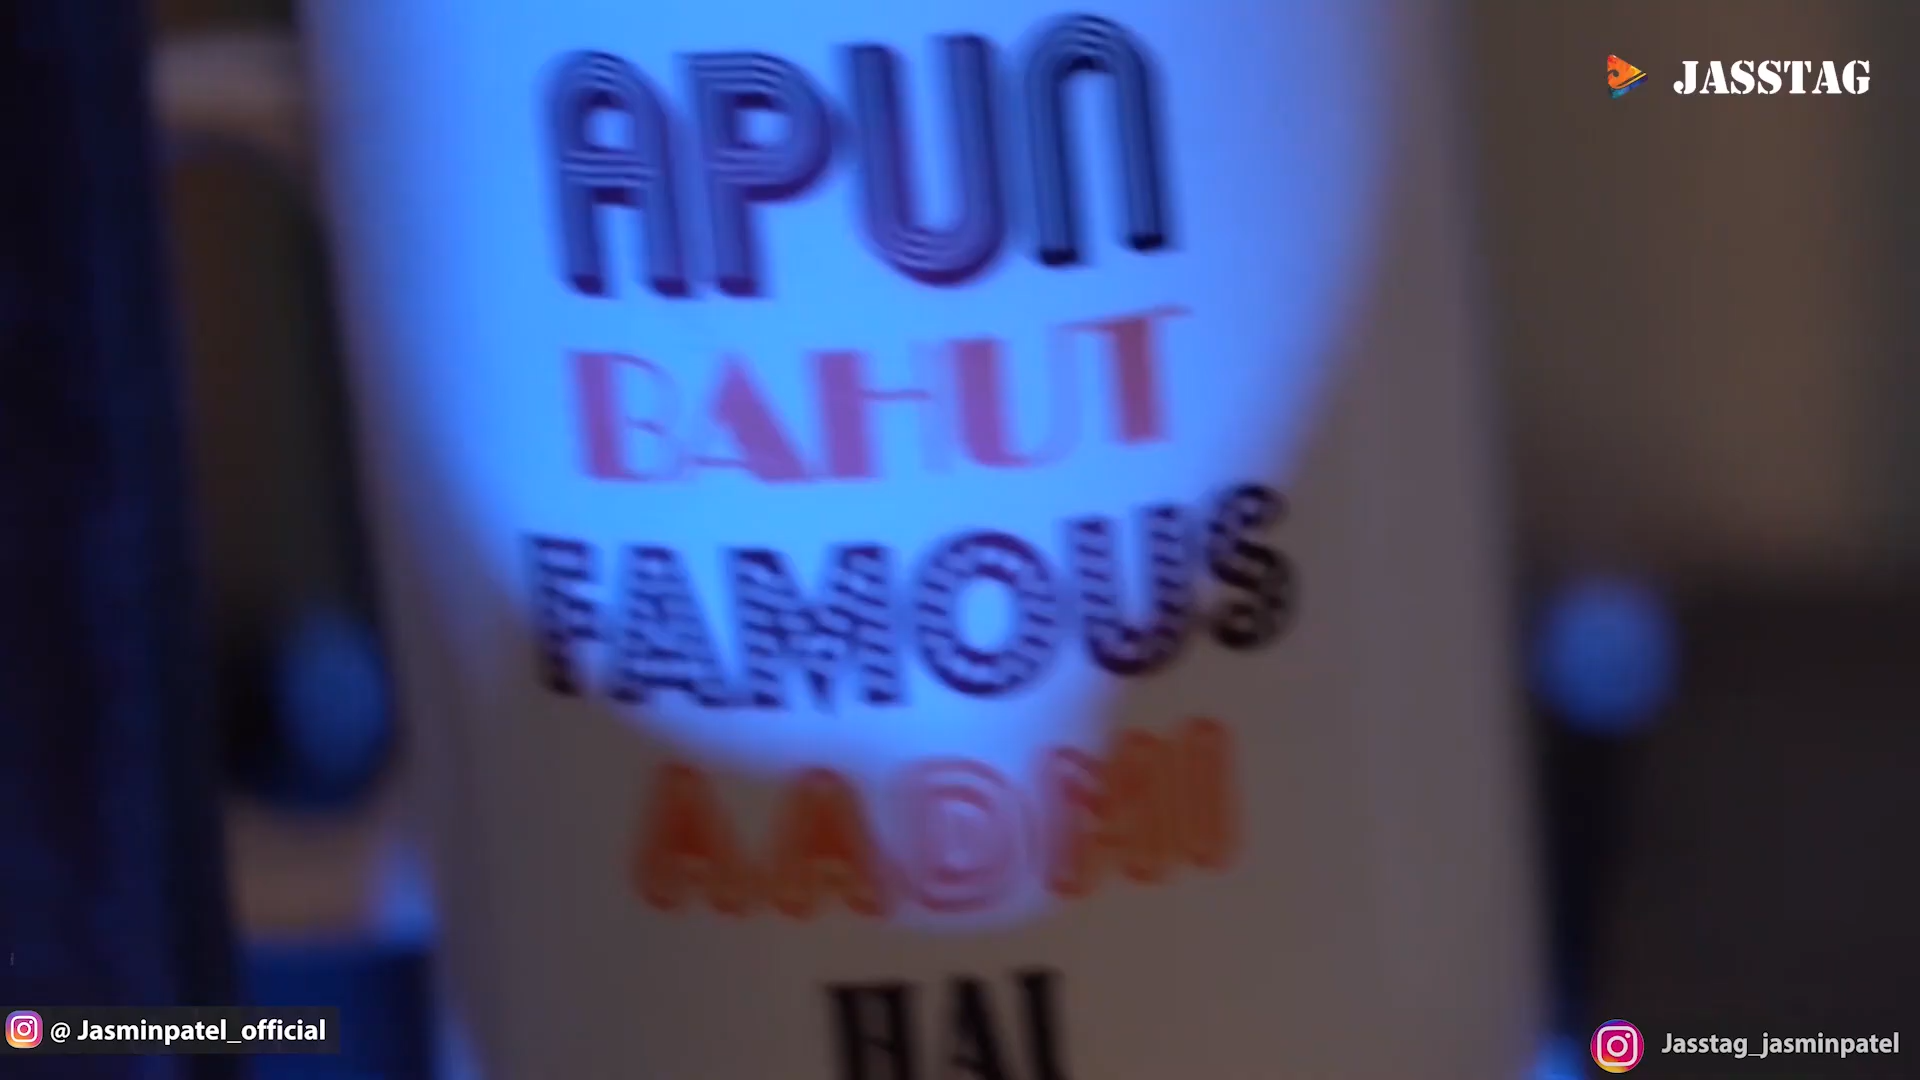 JASSTAG
APUN
BAHUT
FAMOUS
AADMI
HAI
@ Jasminpatel_official
Jasstag_jasminpatel